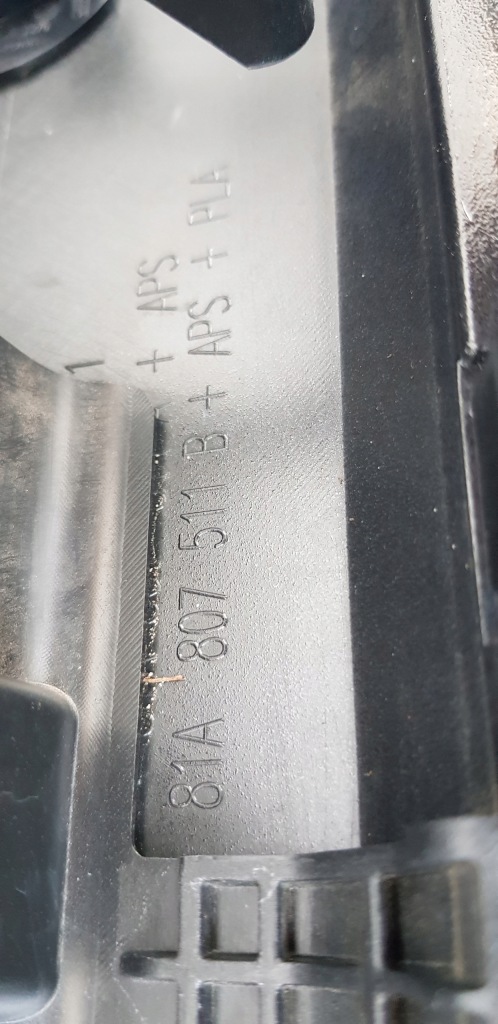 1
+ APS
81A 807 511 B + APS + PLA